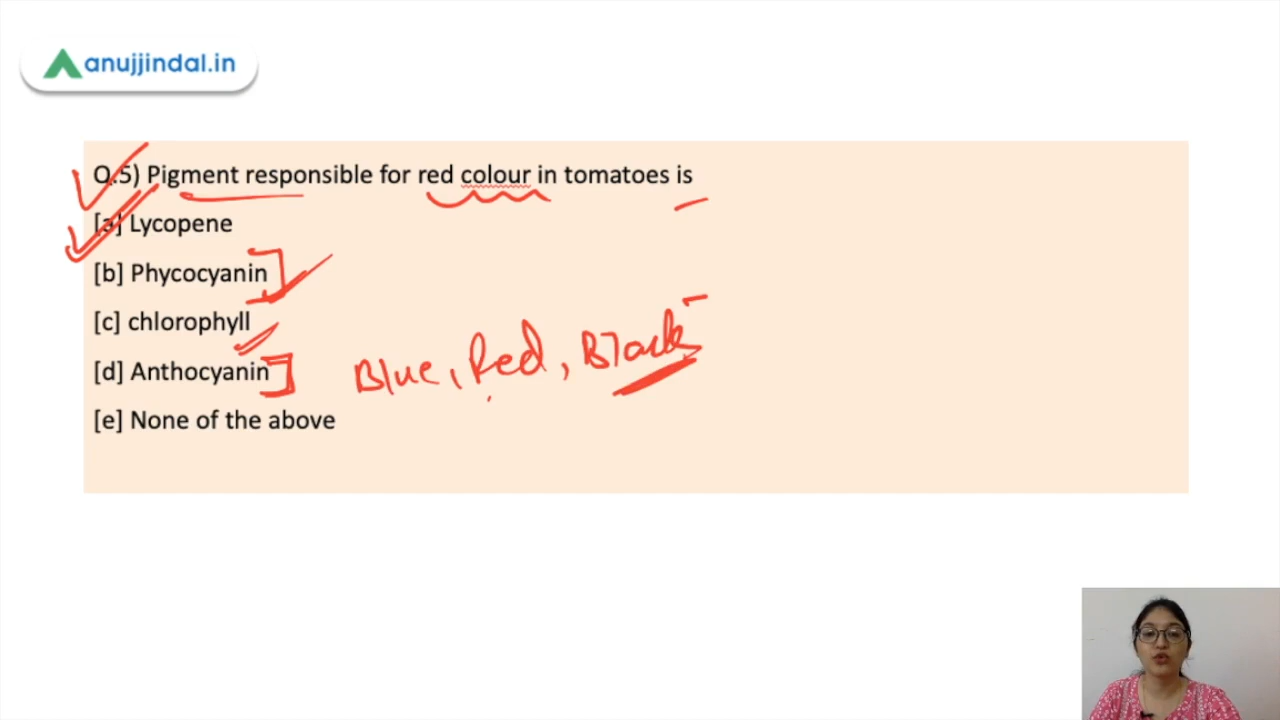 anujjindal.in
Q.5) Pigment responsible for red colour in tomatoes is
[a] Lycopene
[b] Phycocyanin
[c] chlorophyll
[d] Anthocyanin
Blue, Red, Black
[e] None of the above